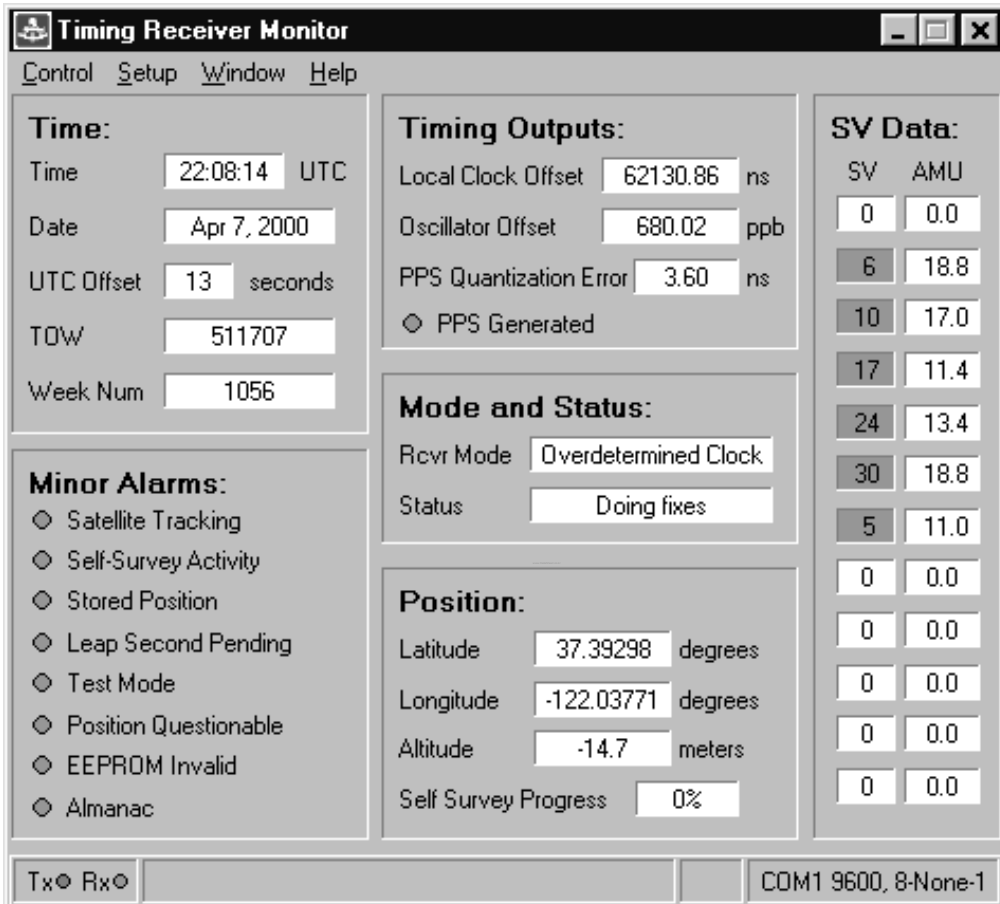 Timing Receiver Monitor
Control Setup Window Help
Time:
Time 22:08:14 UTC
Date Apr 7, 2000
UTC Offset 13 seconds
TOW 511707
Week Num 1056
Minor Alarms:
Satellite Tracking
Self-Survey Activity
Stored Position
Leap Second Pending
Test Mode
Position Questionable
EEPROM Invalid
Almanac
Timing Outputs:
Local Clock Offset 62130.86 ns
Oscillator Offset 680.02 ppb
PPS Quantization Error 3.60 ns
PPS Generated
Mode and Status:
Rcvr Mode Overdetermined Clock
Status Doing fixes
Position:
Latitude 37.39298 degrees
Longitude -122.03771 degrees
Altitude -14.7 meters
Self Survey Progress 0%
SV Data:
SV AMU
0 0.0
6 18.8
10 17.0
17 11.4
24 13.4
30 18.8
5 11.0
0 0.0
0 0.0
0 0.0
0 0.0
0 0.0
Tx Rx COM1 9600, 8-None-1